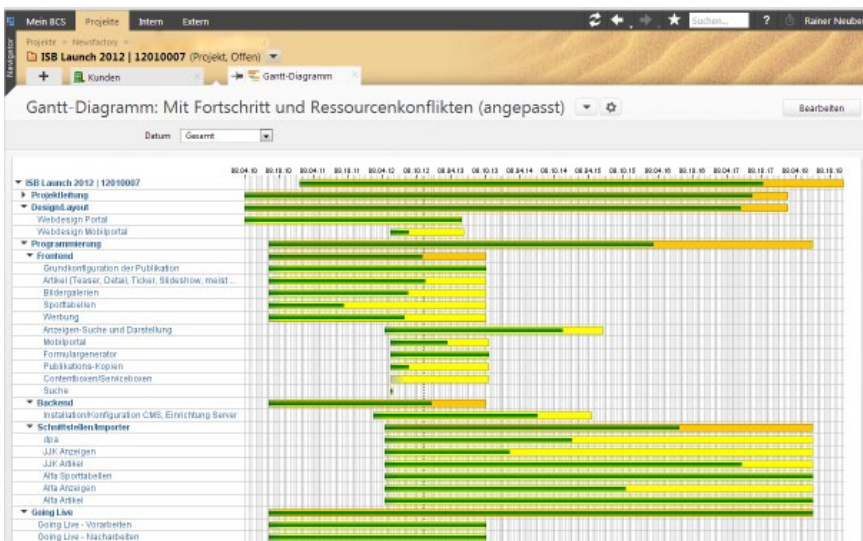 Mein BCS Projekte Intern Extern Suchen... ? Rainer Neube
Navigator
Projekte Newsfactory
ISB Launch 2012 | 12010007 (Projekt, Offen)
+ Kunden Gantt-Diagramm
Gantt-Diagramm: Mit Fortschritt und Ressourcenkonflikten (angepasst) Bearbeiten
Datum Gesamt
ISB Launch 2012 | 12010007
Projektleitung
Design/Layout
Webdesign Portal
Webdesign Mobilportal
Programmierung
Frontend
Grundkonfiguration der Publikation
Artikel (Teaser, Detail, Ticker, Slideshow, meist ...
Bildergalerien
Sporttabellen
Werbung
Anzeigen-Suche und Darstellung
Mobilportal
Formulargenerator
Publikations-Kopien
Contentboxen/Serviceboxen
Suche
Backend
Installation/Konfiguration CMS, Einrichtung Server
Schnittstellen/Importer
dpa
JJK Anzeigen
JJK Artikel
Alfa Sporttabellen
Alfa Anzeigen
Alfa Artikel
Going Live
Going Live - Vorarbeiten
Going Live - Nacharbeiten